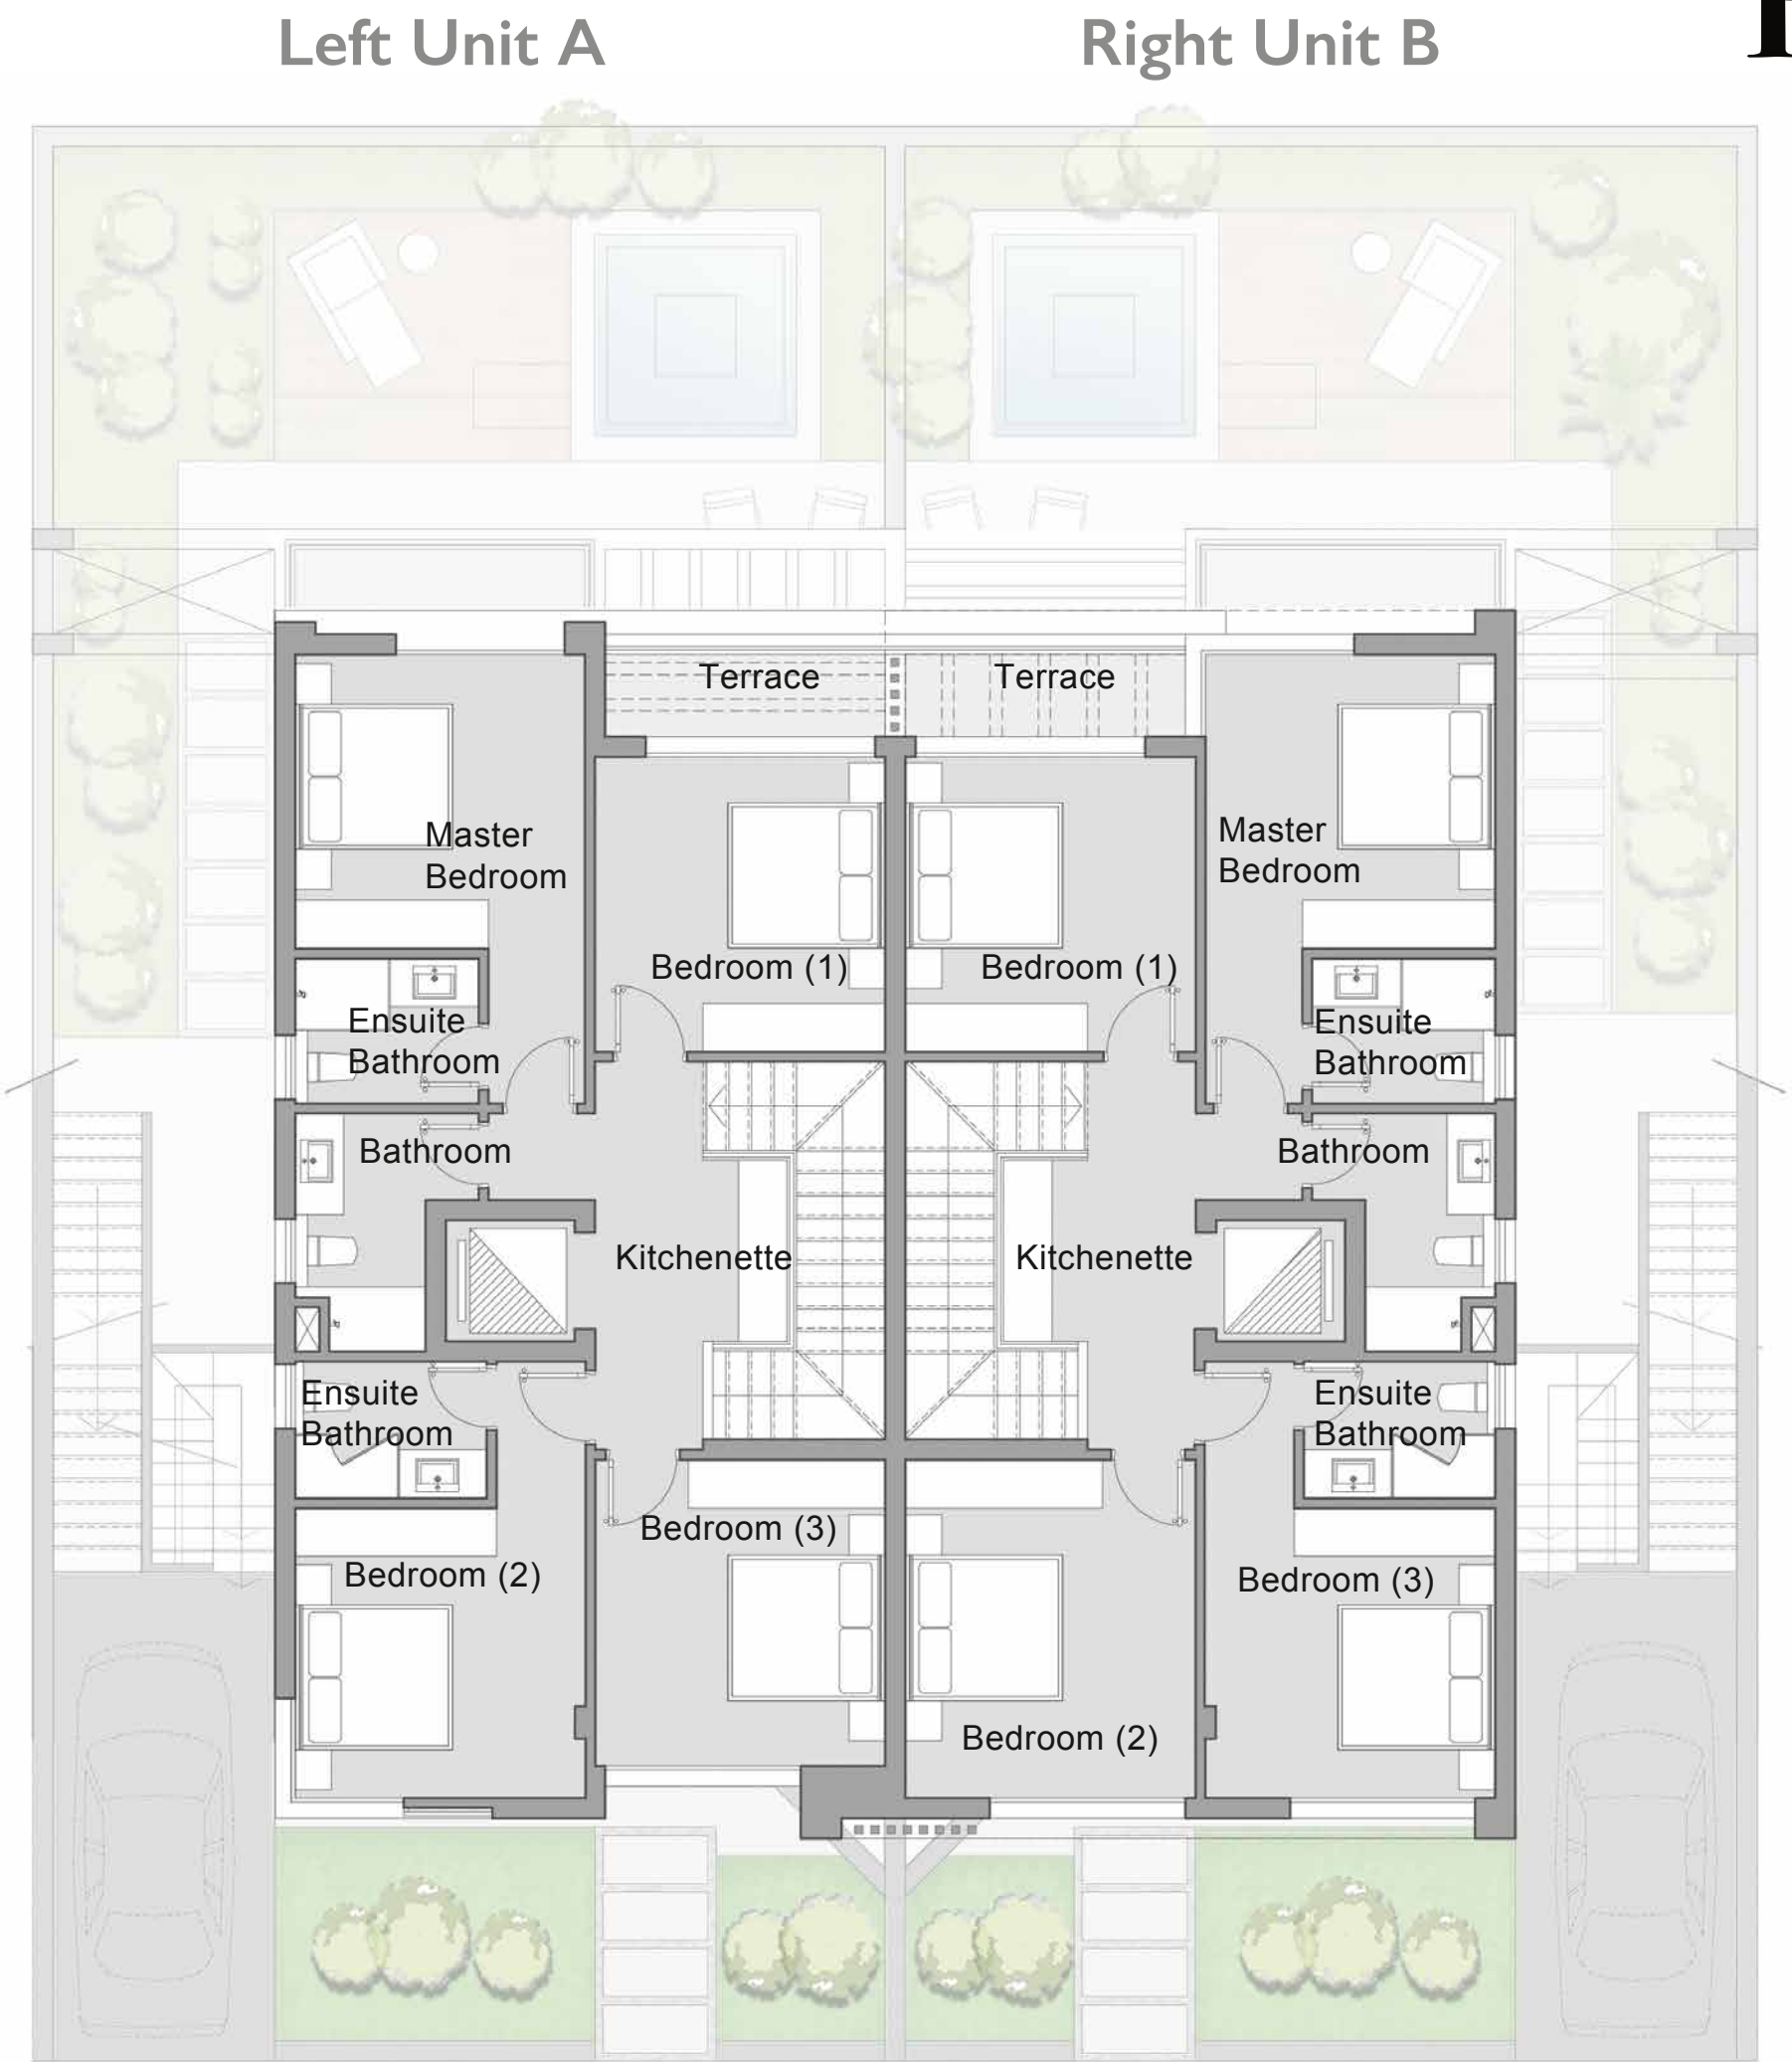 Left Unit A
Right Unit B
Terrace
Terrace
Master
Bedroom
Master
Bedroom
Bedroom (1)
Bedroom (1)
Ensuite
Bathroom
Ensuite
Bathroom
Bathroom
Bathroom
Kitchenette
Kitchenette
Ensuite
Bathroom
Ensuite
Bathroom
Bedroom (3)
Bedroom (2)
Bedroom (3)
Bedroom (2)